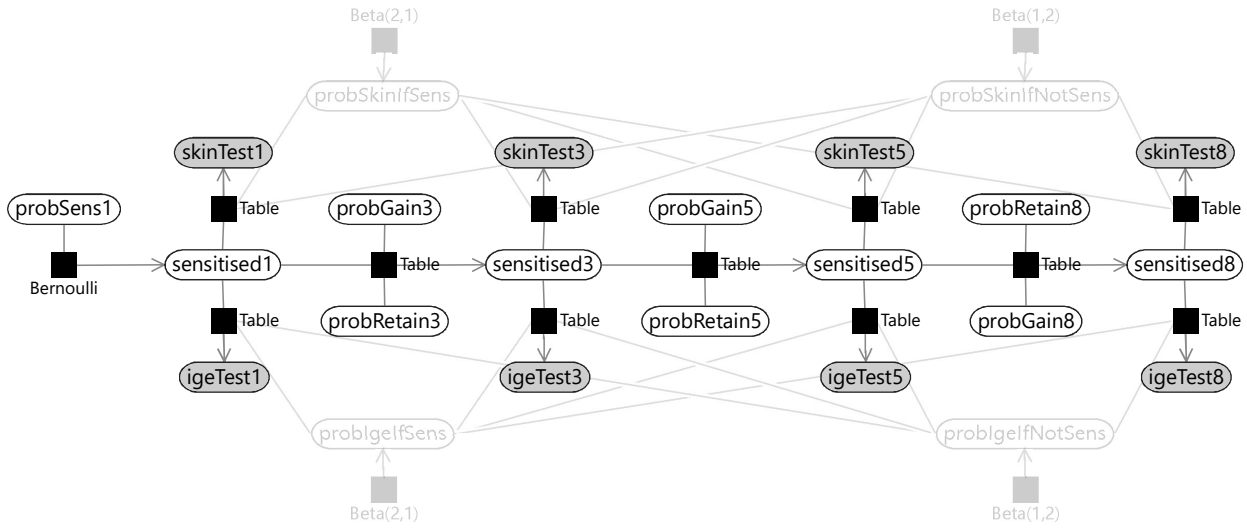 Beta(2,1) Beta(1,2)
probSkinIfSens probSkinIfNotSens
skinTest1 skinTest3 skinTest5 skinTest8
probSens1 Table probGain3 Table probGain5 Table probRetain8 Table
sensitised1 Table sensitised3 Table sensitised5 Table sensitised8
Bernoulli
Table probRetain3 Table probRetain5 Table probGain8 Table
igeTest1 igeTest3 igeTest5 igeTest8
probIgeIfSens probIgeIfNotSens
Beta(2,1) Beta(1,2)